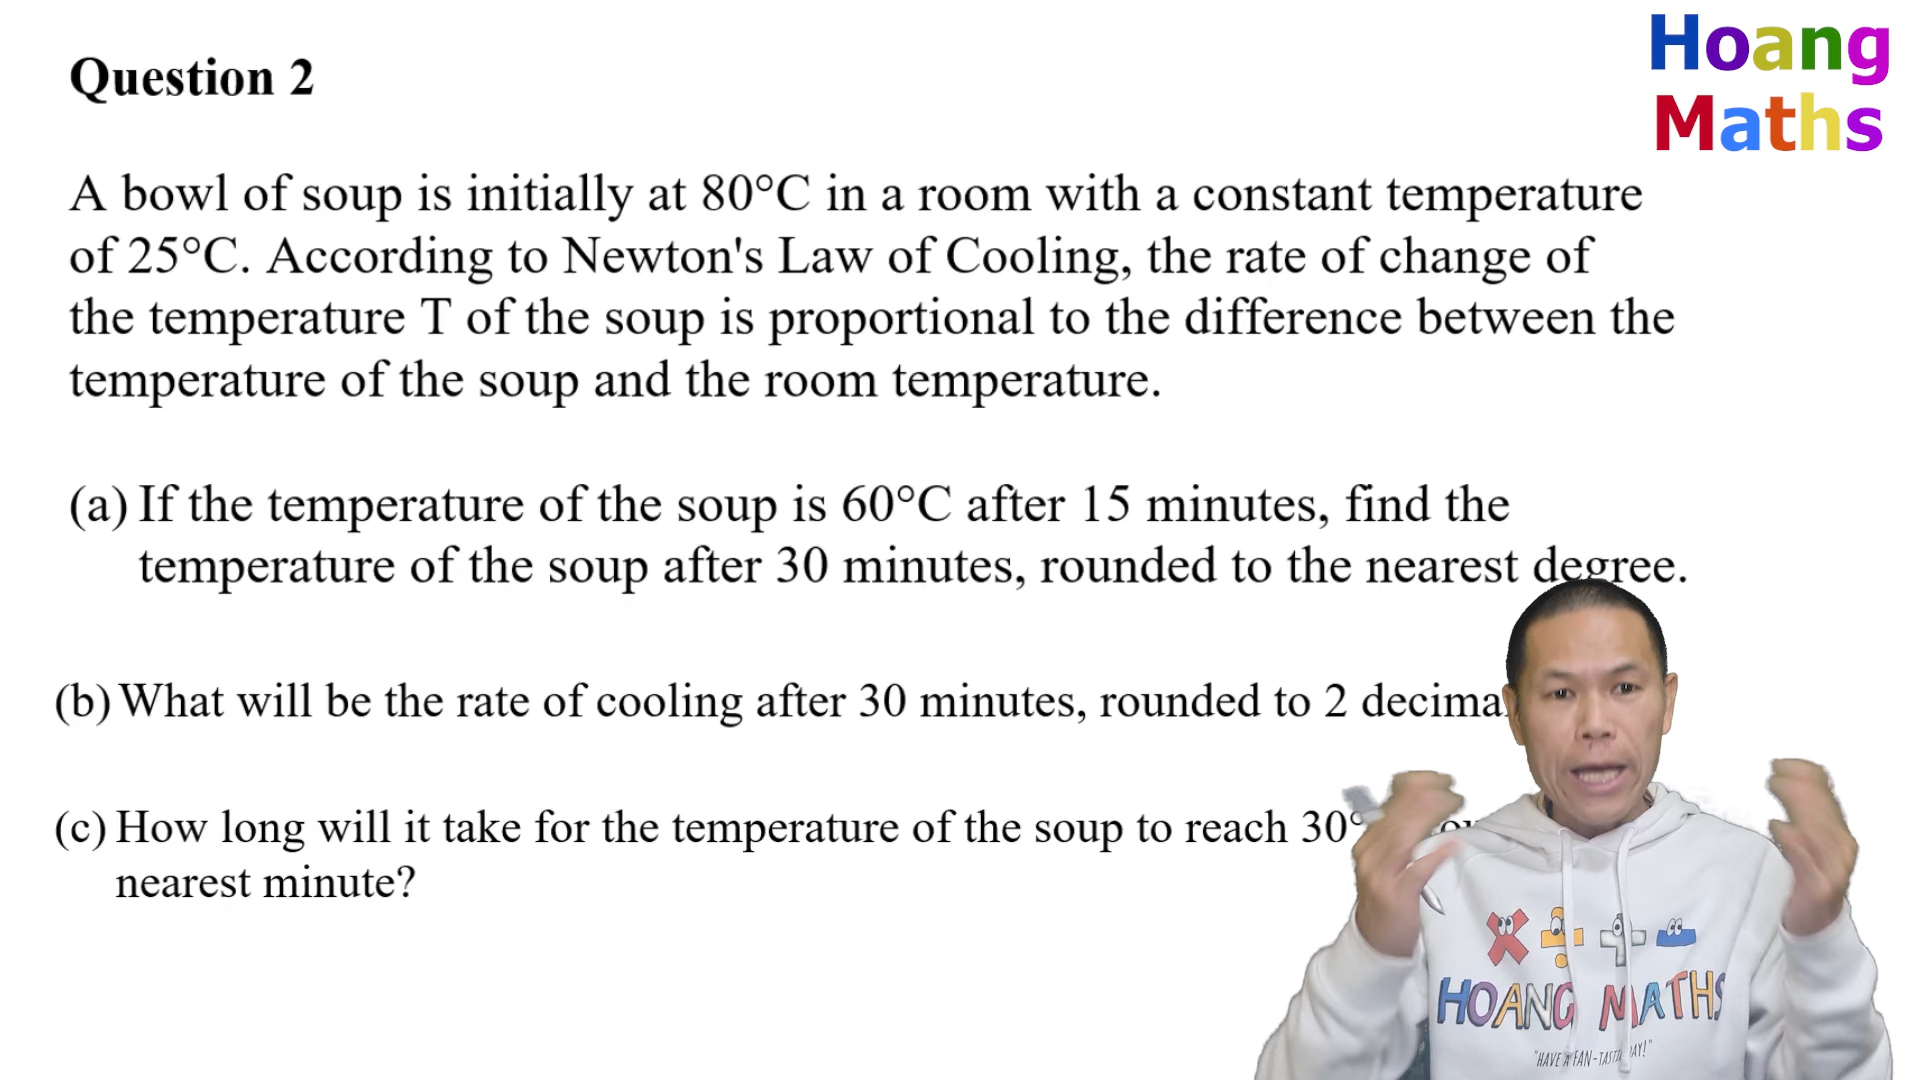 Hoang
Maths
Question 2
A bowl of soup is initially at 80°C in a room with a constant temperature
of 25°C. According to Newton's Law of Cooling, the rate of change of
the temperature T of the soup is proportional to the difference between the
temperature of the soup and the room temperature.
(a) If the temperature of the soup is 60°C after 15 minutes, find the
temperature of the soup after 30 minutes, rounded to the nearest degree.
(b) What will be the rate of cooling after 30 minutes, rounded to 2
(c) How long will it take for the temperature of the soup to reach 30°
nearest minute?
HOANG MATHS
"HAVE A FAN-TASTIC DAY!"